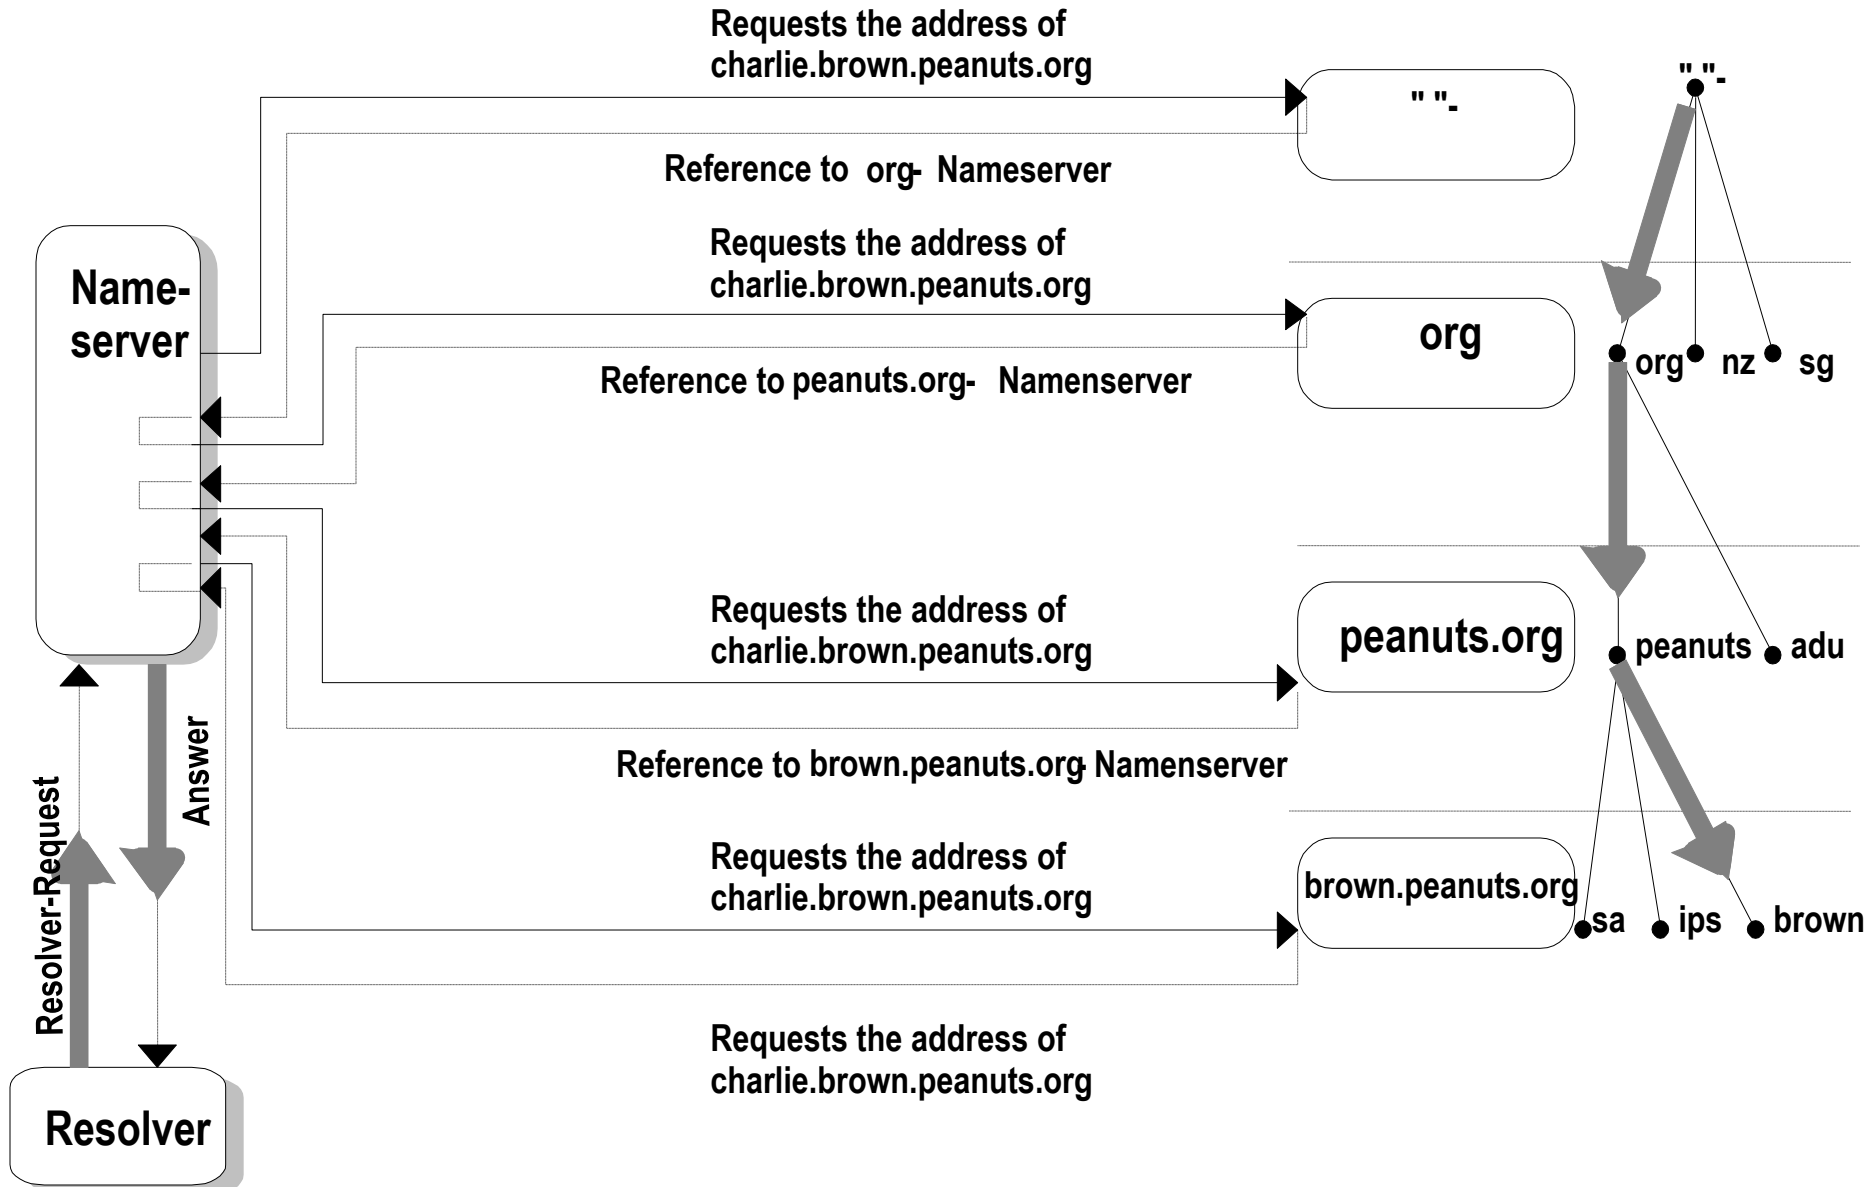 Requests the address of
charlie.brown.peanuts.org
" "-
" "-
Reference to org- Nameserver
Name-
server
Requests the address of
charlie.brown.peanuts.org
org
org nz sg
Reference to peanuts.org- Namenserver
Requests the address of
charlie.brown.peanuts.org
peanuts.org
peanuts adu
Reference to brown.peanuts.org- Namenserver
Answer
Resolver-Request
Requests the address of
charlie.brown.peanuts.org
brown.peanuts.org
sa ips brown
Requests the address of
charlie.brown.peanuts.org
Resolver